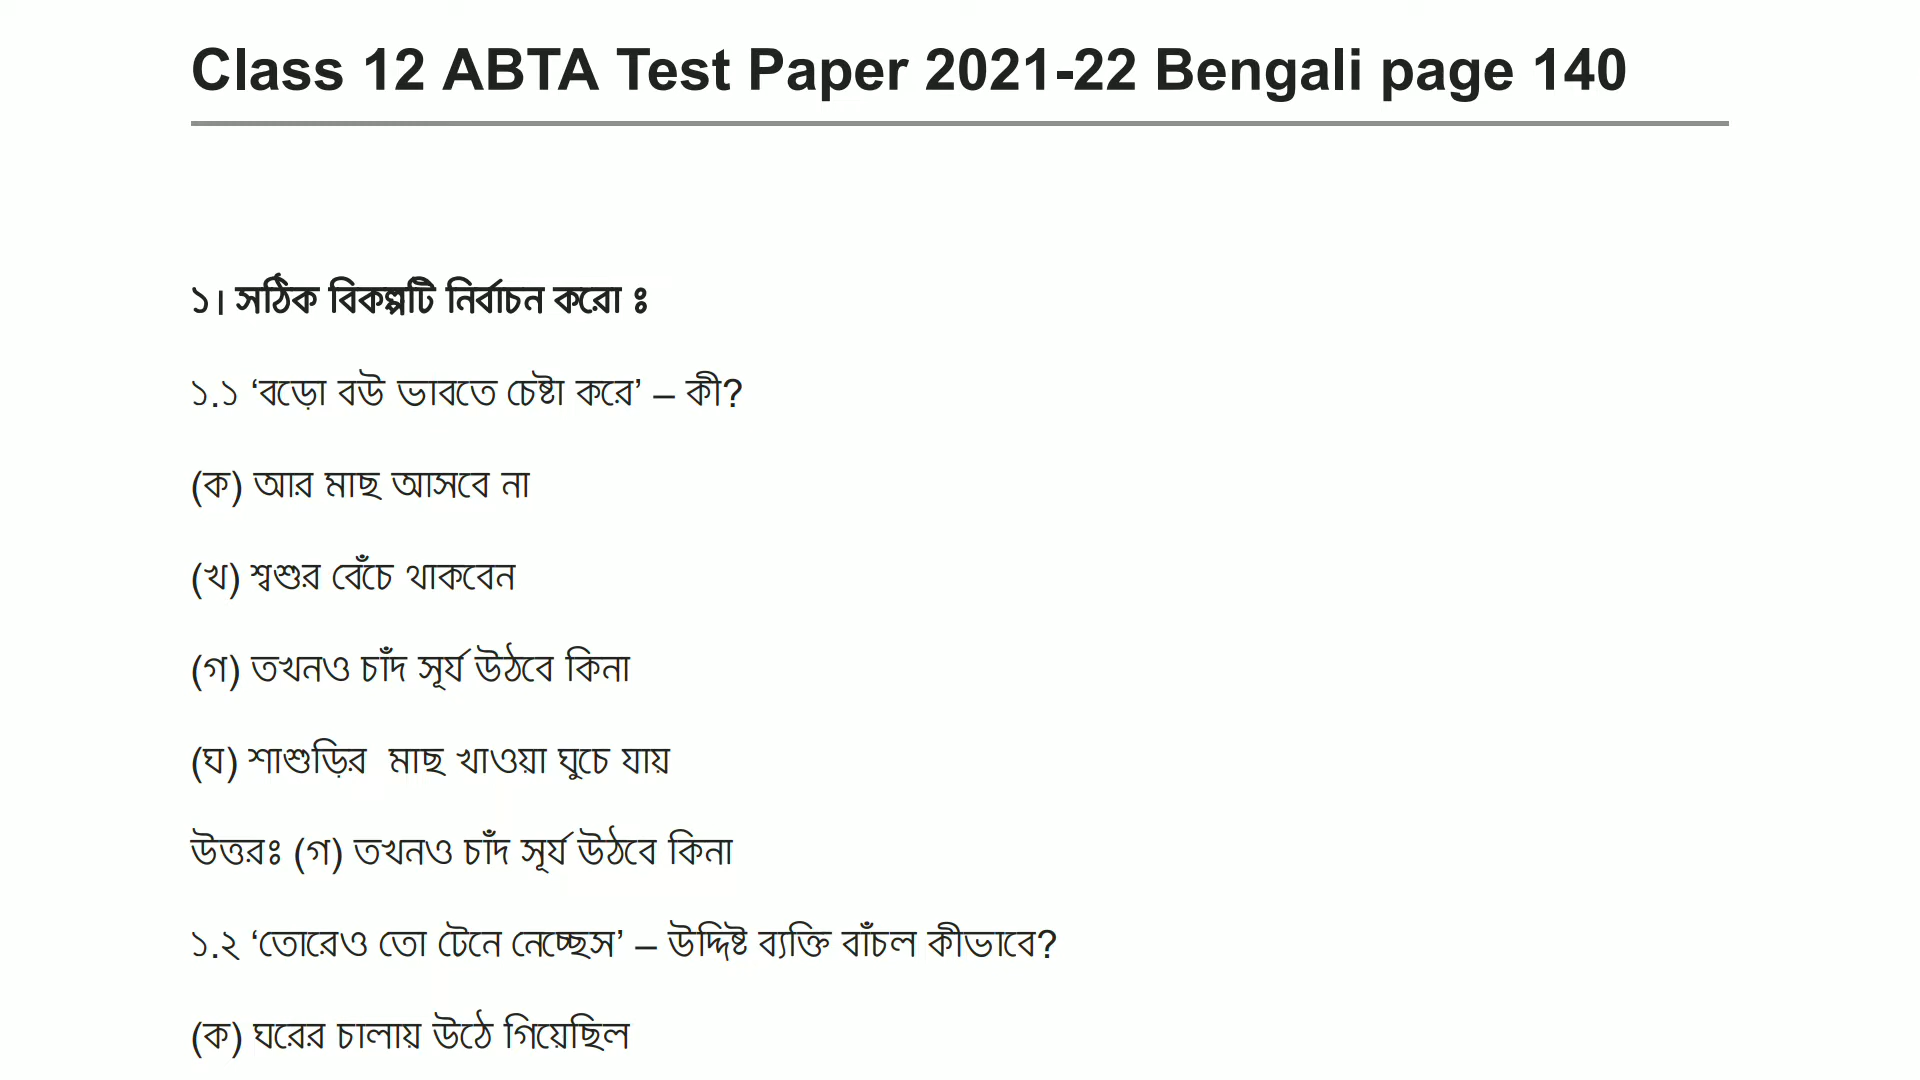 Class 12 ABTA Test Paper 2021-22 Bengali page 140
১। সঠিক বিকল্পটি নির্বাচন করো ঃ
১.১ ‘বড়ো বউ ভাবতে চেষ্টা করে’ – কী?
(ক) আর মাছ আসবে না
(খ) শ্বশুর বেঁচে থাকবেন
(গ) তখনও চাঁদ সূর্য উঠবে কিনা
(ঘ) শাশুড়ির  মাছ খাওয়া ঘুচে যায়
উত্তরঃ (গ) তখনও চাঁদ সূর্য উঠবে কিনা
১.২ ‘তোরেও তো টেনে নেচ্ছেস’ – উদ্দিষ্ট ব্যক্তি বাঁচল কীভাবে?
(ক) ঘরের চালায় উঠে গিয়েছিল